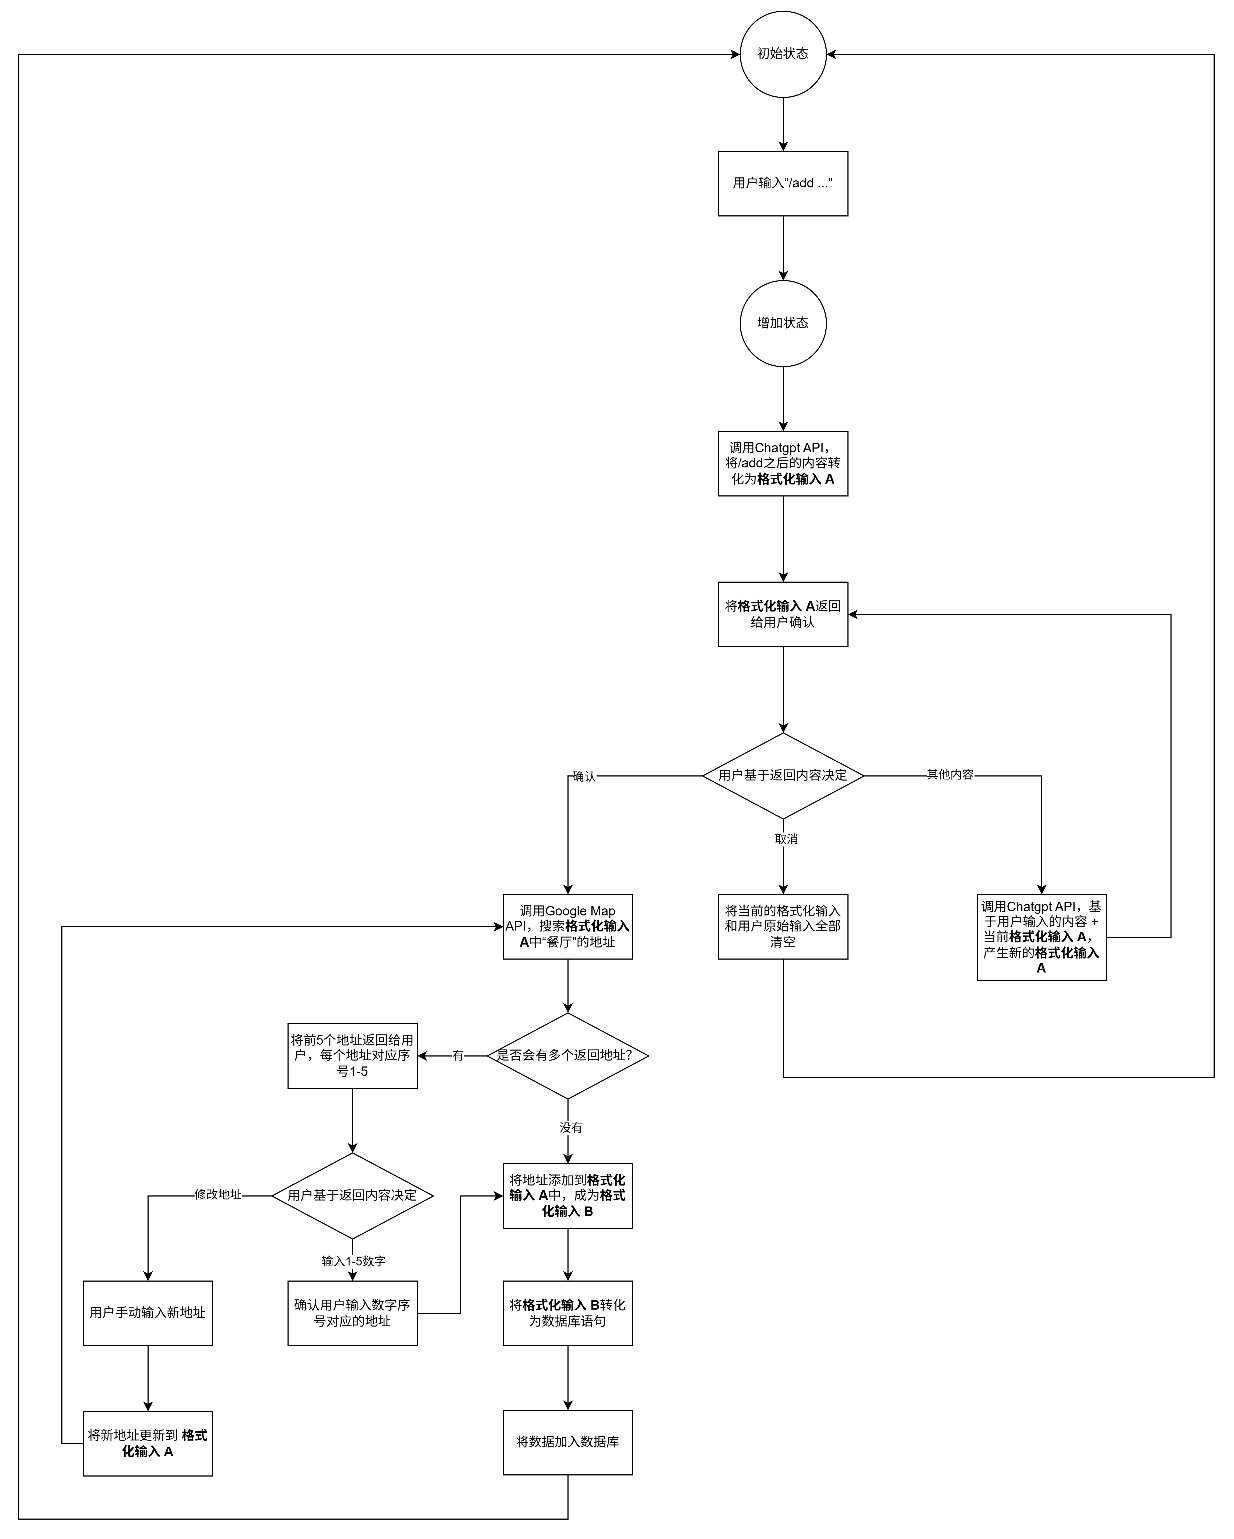 初始状态
用户输入“/add ...”
增加状态
调用Chatgpt API，
将/add之后的内容转
化为格式化输入 A
将格式化输入 A返回
给用户确认
用户基于返回内容决定
确认
其他内容
取消
调用Google Map
API，搜索格式化输入
A中“餐厅”的地址
将当前的格式化输入
和用户原始输入全部
清空
调用Chatgpt API，基
于用户输入的内容 +
当前格式化输入 A，
产生新的格式化输入
A
将前5个地址返回给用
户，每个地址对应序
号1-5
有
是否会有多个返回地址？
没有
用户基于返回内容决定
修改地址
输入1-5数字
将地址添加到格式化
输入 A中，成为格式
化输入 B
用户手动输入新地址
确认用户输入数字序
号对应的地址
将格式化输入 B转化
为数据库语句
将新地址更新到 格式
化输入 A
将数据加入数据库